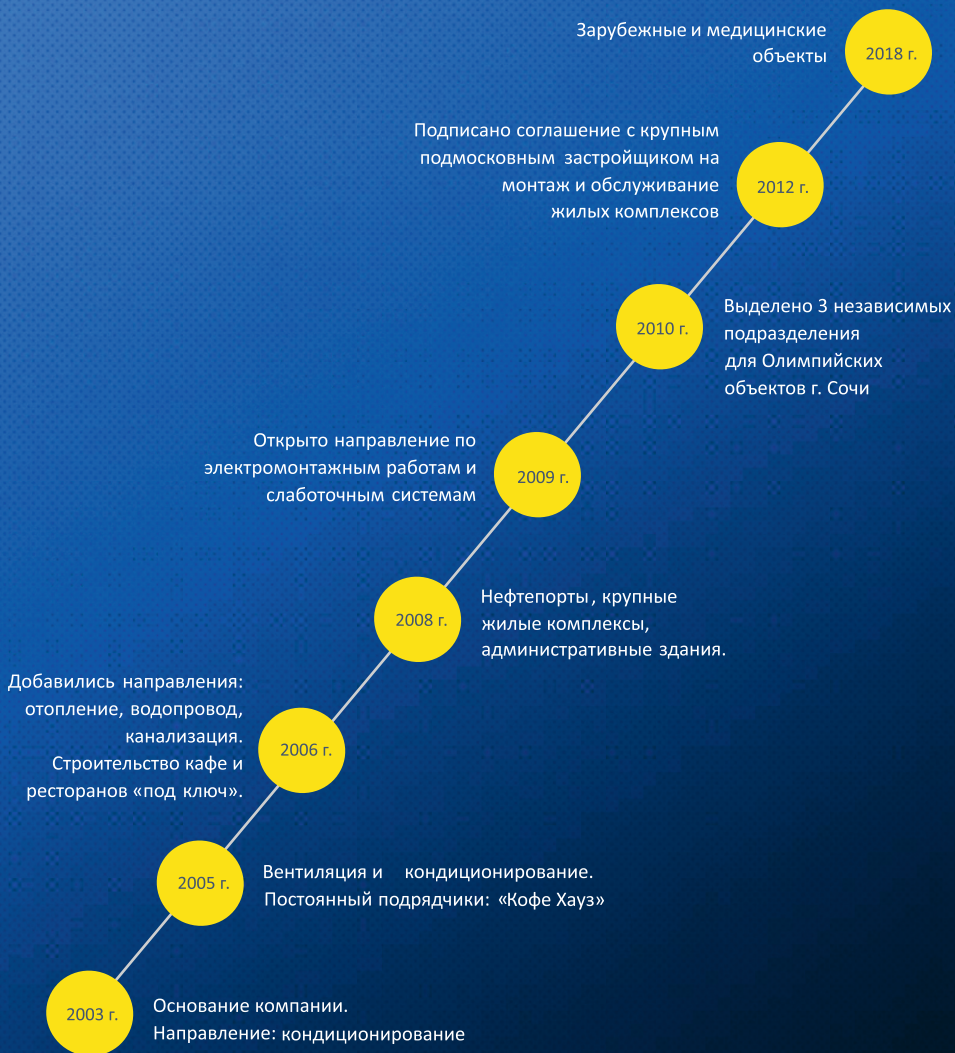 Зарубежные и медицинские
объекты
2018 г.
Подписано соглашение с крупным
подмосковным застройщиком на
монтаж и обслуживание
жилых комплексов
2012 г.
2010 г.
Выделено 3 независимых
подразделения
для Олимпийских
объектов г. Сочи
Открыто направление по
электромонтажным работам и
слаботочным системам
2009 г.
2008 г.
Нефтепорты, крупные
жилые комплексы,
административные здания.
Добавились направления:
отопление, водопровод,
канализация.
Строительство кафе и
ресторанов «под ключ».
2006 г.
2005 г.
Вентиляция и кондиционирование.
Постоянный подрядчики: «Кофе Хауз»
2003 г.
Основание компании.
Направление: кондиционирование